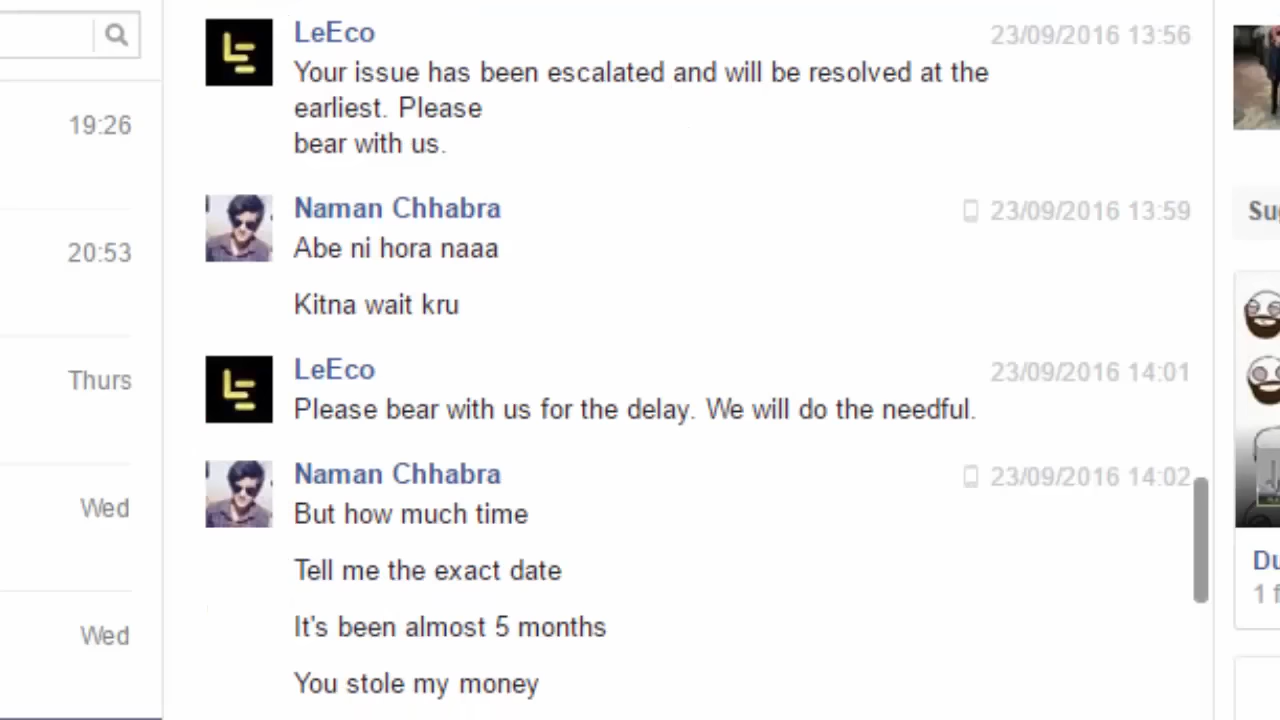 19:26
20:53
Thurs
Wed
Wed
LeEco
23/09/2016 13:56
Your issue has been escalated and will be resolved at the
earliest. Please
bear with us.
Naman Chhabra
23/09/2016 13:59
Abe ni hora naaa
Kitna wait kru
LeEco
23/09/2016 14:01
Please bear with us for the delay. We will do the needful.
Naman Chhabra
23/09/2016 14:02
But how much time
Tell me the exact date
It's been almost 5 months
You stole my money